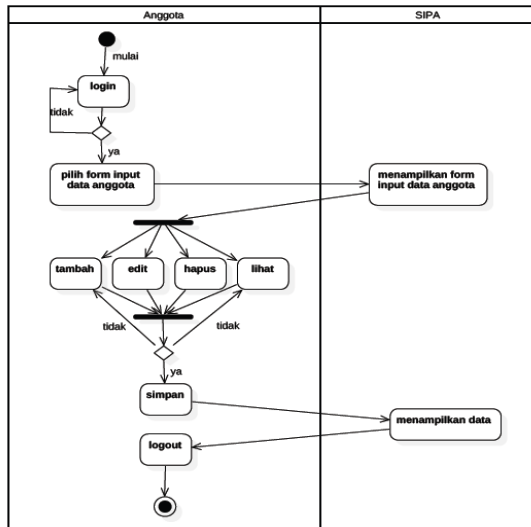 Anggota
SIPA
mulai
login
tidak
ya
pilih form input
data anggota
menampilkan form
input data anggota
tambah
edit
hapus
lihat
tidak
tidak
ya
simpan
menampilkan data
logout